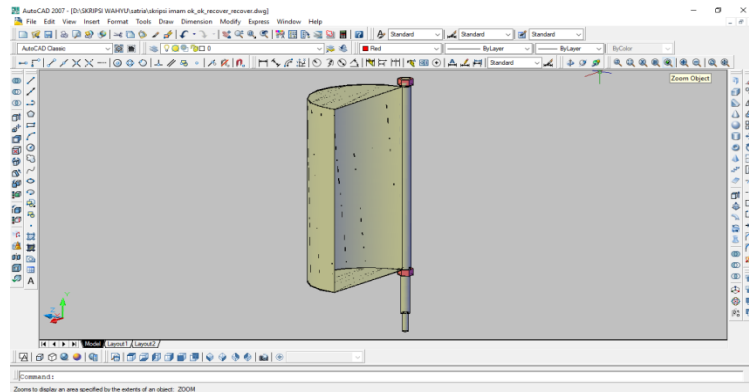 AutoCAD 2007 - [D:\SKRIPSI WAHYU\satria\skripsi imam ok_ok_recover_recover.dwg]
File Edit View Insert Format Tools Draw Dimension Modify Express Window Help
Standard Standard Standard
AutoCAD Classic 0 Red ByLayer ByLayer ByColor
Standard
Zoom Object
A
Y
Model Layout1 Layout2
Command:
Zooms to display an area specified by the extents of an object: ZOOM